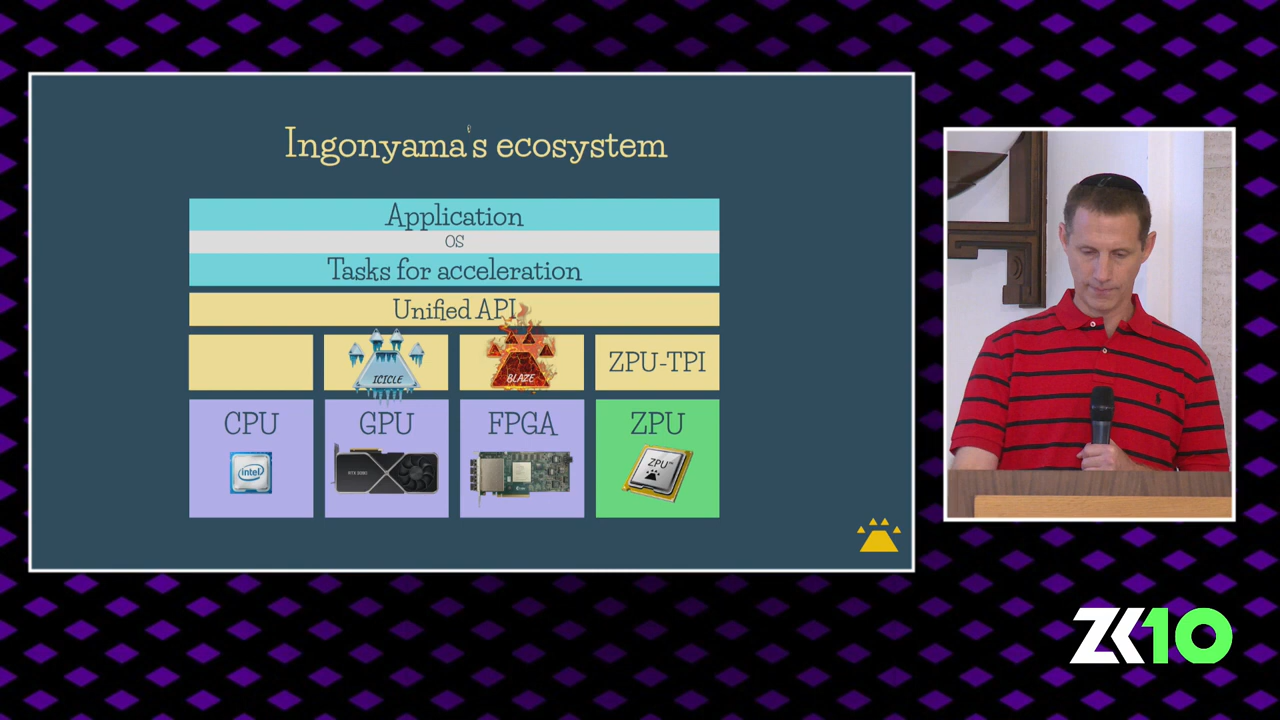 Ingonyama's ecosystem
Application
OS
Tasks for acceleration
Unified API
ICICLE
BLAZE
ZPU-TPI
CPU
GPU
FPGA
ZPU
intel
ZPU
ZK10